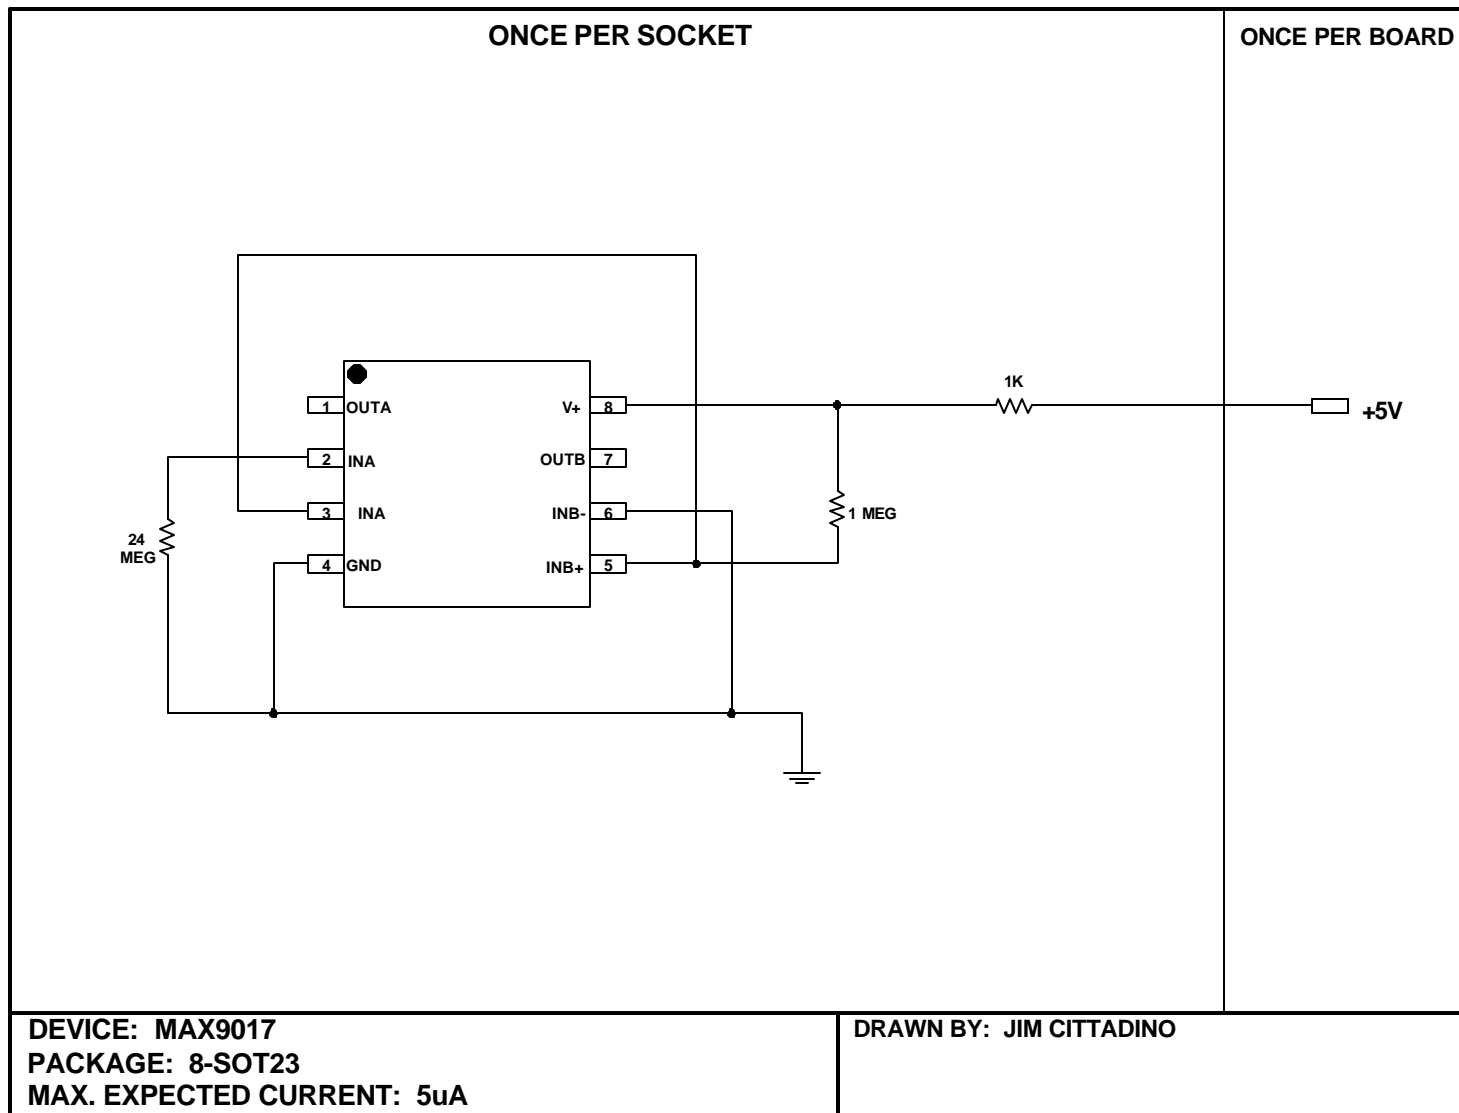 ONCE PER SOCKET
ONCE PER BOARD
1K
+5V
1 OUTA
V+ 8
2 INA
OUTB 7
3 INA
INB- 6
1 MEG
24
MEG
4 GND
INB+ 5
DEVICE: MAX9017
PACKAGE: 8-SOT23
MAX. EXPECTED CURRENT: 5uA
DRAWN BY: JIM CITTADINO